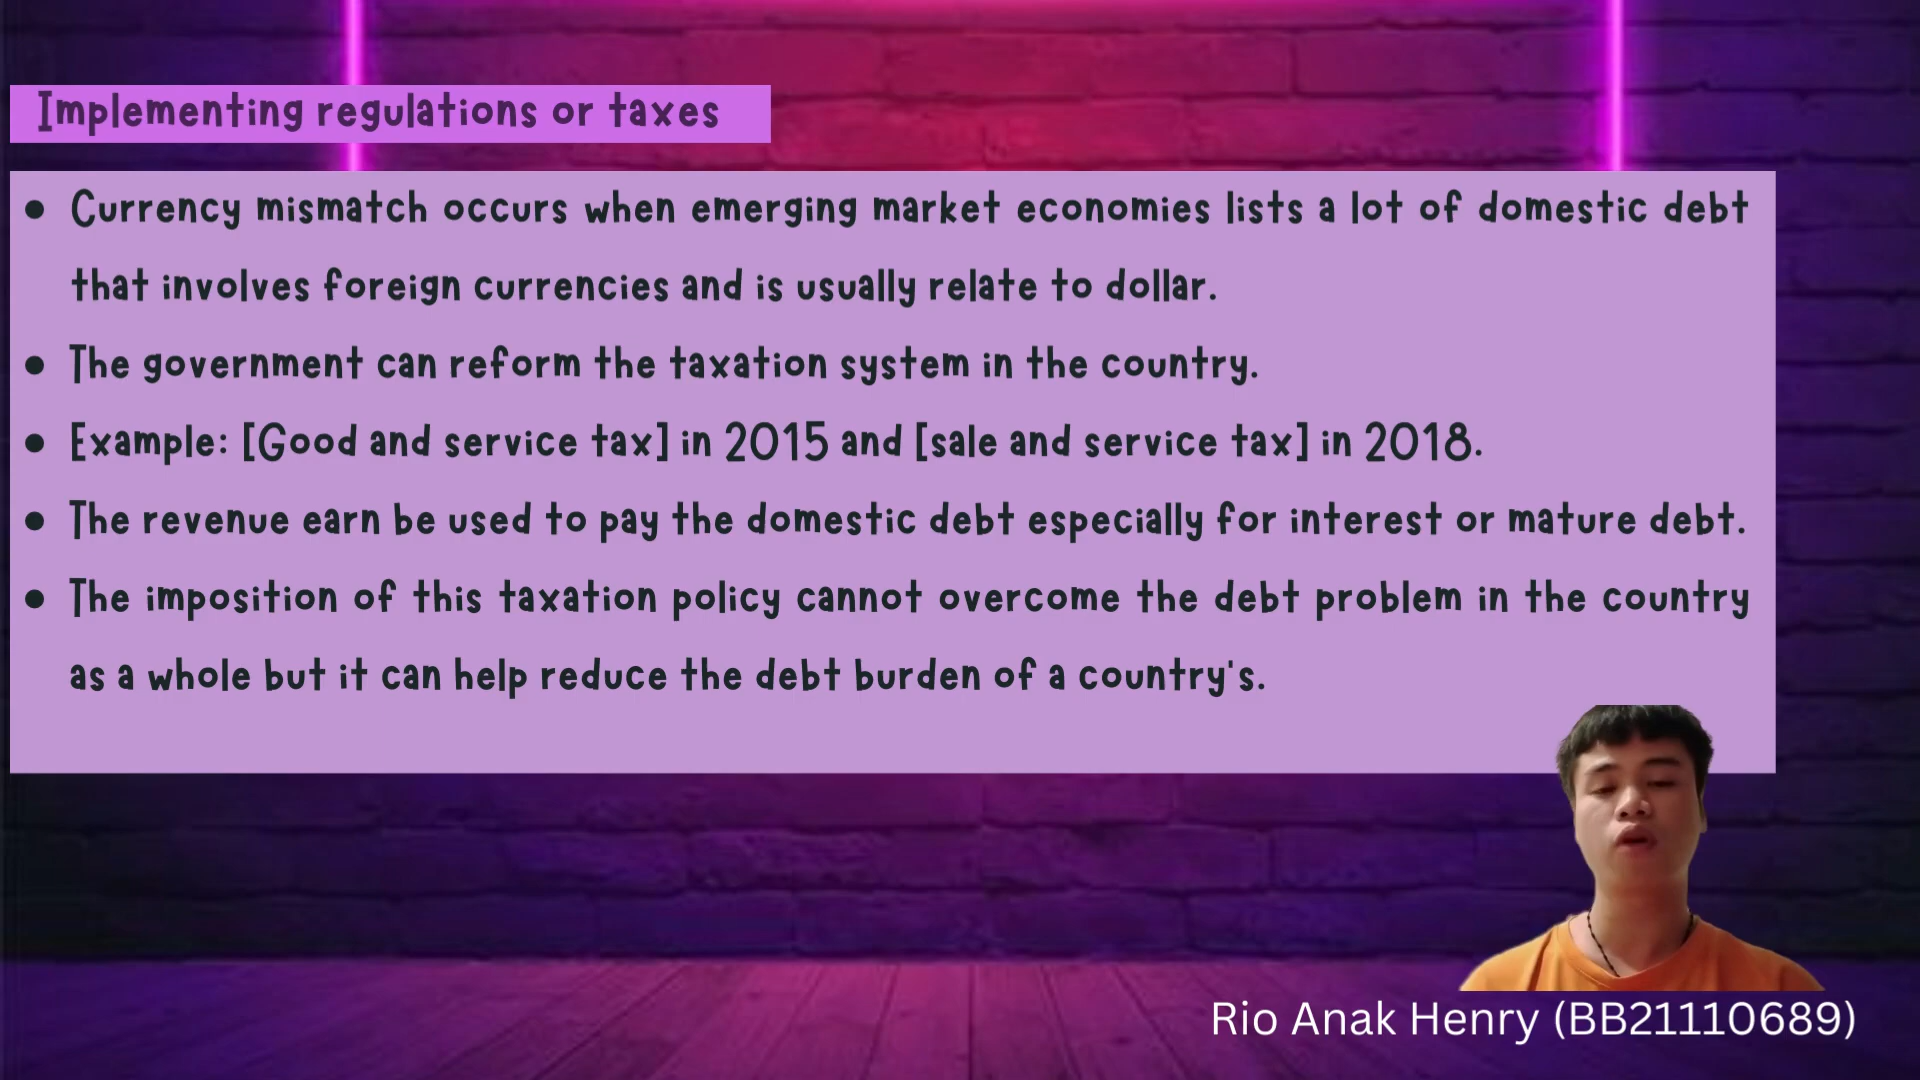 Implementing regulations or taxes
• Currency mismatch occurs when emerging market economies lists a lot of domestic debt
that involves foreign currencies and is usually relate to dollar.
• The government can reform the taxation system in the country.
• Example: [Good and service tax] in 2015 and [sale and service tax] in 2018.
• The revenue earn be used to pay the domestic debt especially for interest or mature debt.
• The imposition of this taxation policy cannot overcome the debt problem in the country
as a whole but it can help reduce the debt burden of a country's.
Rio Anak Henry (BB21110689)